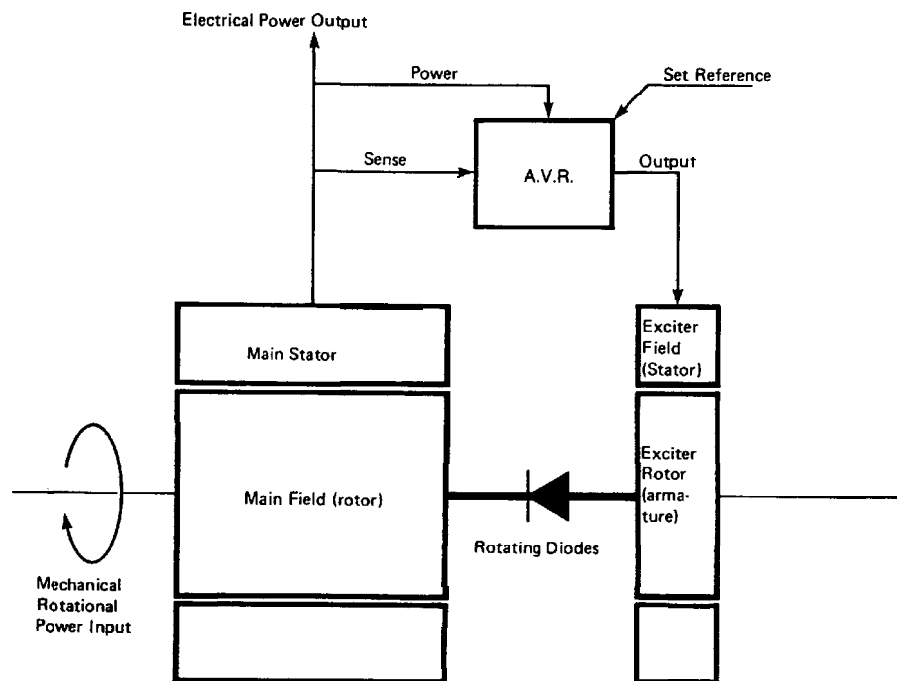 Electrical Power Output
Power
Set Reference
Sense
A.V.R.
Output
Main Stator
Exciter
Field
(Stator)
Main Field (rotor)
Exciter
Rotor
(arma-
ture)
Rotating Diodes
Mechanical
Rotational
Power Input